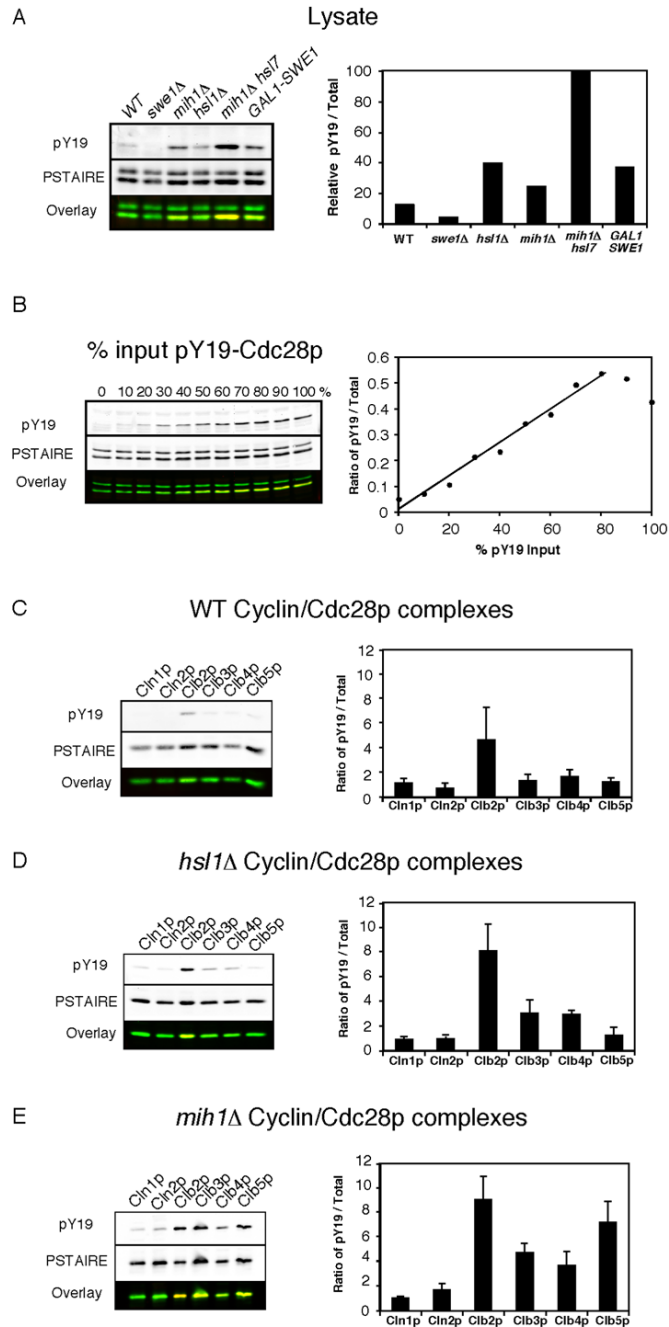 A
Lysate
WT
swe1Δ
mih1Δ
hsl1Δ
mih1Δ hsl7
GAL1-SWE1
pY19
PSTAIRE
Overlay
Relative pY19 / Total
100
80
60
40
20
0
WT
swe1Δ
hsl1Δ
mih1Δ
mih1Δ
hsl7
GAL1
SWE1
B
% input pY19-Cdc28p
0 10 20 30 40 50 60 70 80 90 100 %
pY19
PSTAIRE
Overlay
Ratio of pY19 / Total
0.6
0.5
0.4
0.3
0.2
0.1
0
0 20 40 60 80 100
% pY19 Input
C
WT Cyclin/Cdc28p complexes
Cln1p
Cln2p
Clb2p
Clb3p
Clb4p
Clb5p
pY19
PSTAIRE
Overlay
Ratio of pY19 / Total
12
10
8
6
4
2
0
Cln1p Cln2p Clb2p Clb3p Clb4p Clb5p
D
hsl1Δ Cyclin/Cdc28p complexes
Cln1p
Cln2p
Clb2p
Clb3p
Clb4p
Clb5p
pY19
PSTAIRE
Overlay
Ratio of pY19 / Total
12
10
8
6
4
2
0
Cln1p Cln2p Clb2p Clb3p Clb4p Clb5p
E
mih1Δ Cyclin/Cdc28p complexes
Cln1p
Cln2p
Clb2p
Clb3p
Clb4p
Clb5p
pY19
PSTAIRE
Overlay
Ratio of pY19 / Total
12
10
8
6
4
2
0
Cln1p Cln2p Clb2p Clb3p Clb4p Clb5p